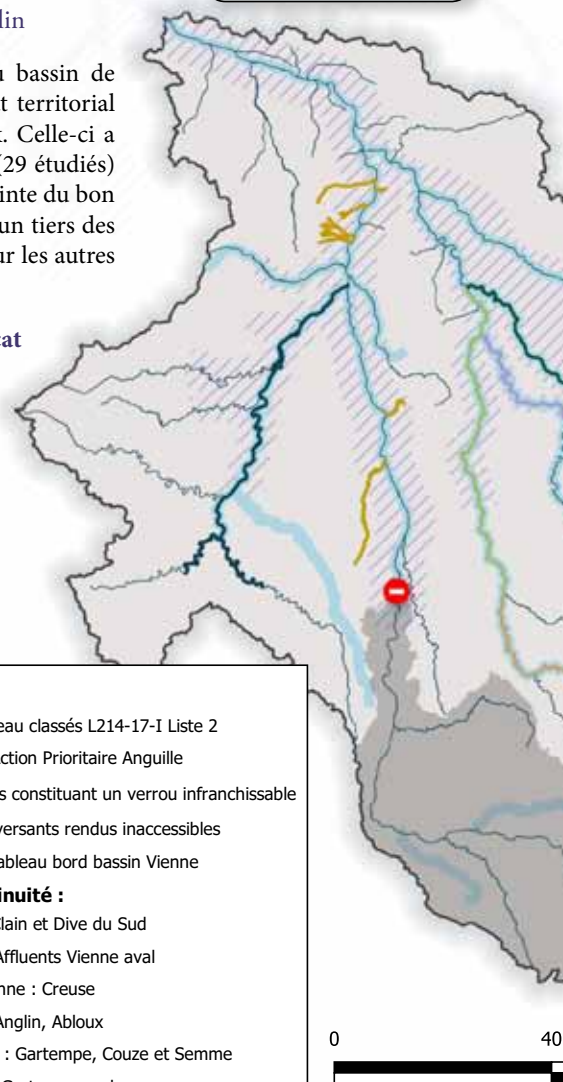 lin
u bassin de
t territorial
x. Celle-ci a
(29 étudiés)
inte du bon
un tiers des
ur les autres
cat
eau classés L214-17-I Liste 2
ction Prioritaire Anguille
s constituant un verrou infranchissable
versants rendus inaccessibles
ableau bord bassin Vienne
inuité :
Clain et Dive du Sud
Affluents Vienne aval
nne : Creuse
Anglin, Abloux
: Gartempe, Couze et Semme
0
40